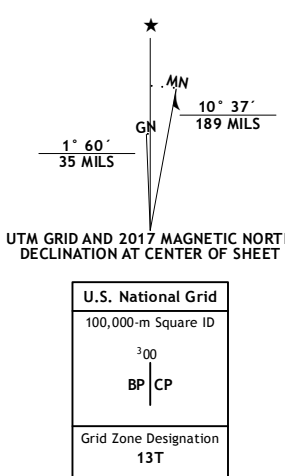 ★
MN
GN
10° 37´
189 MILS
1° 60´
35 MILS
UTM GRID AND 2017 MAGNETIC NORT
DECLINATION AT CENTER OF SHEET
U.S. National Grid
100,000-m Square ID
³00
BP CP
Grid Zone Designation
13T